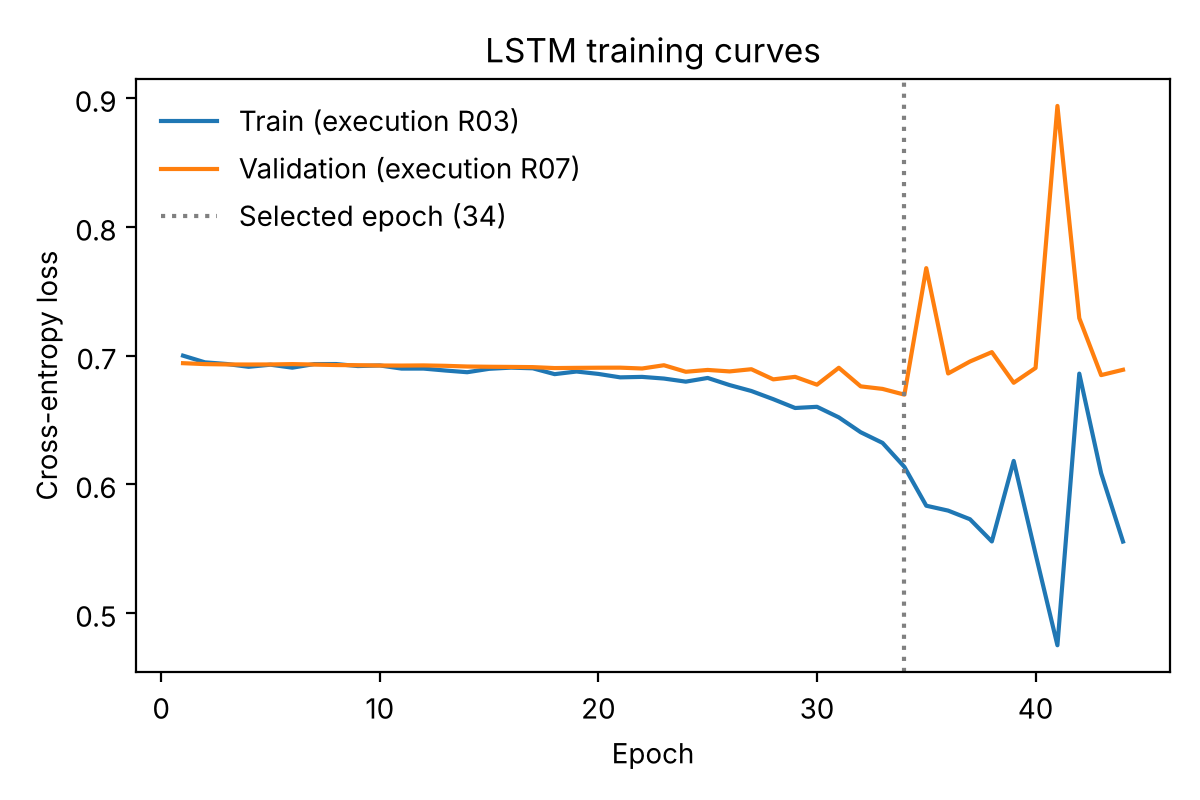 LSTM training curves
Train (execution R03)
Validation (execution R07)
Selected epoch (34)
Cross-entropy loss
0.9
0.8
0.7
0.6
0.5
0
10
20
30
40
Epoch